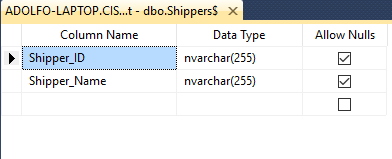 ADOLFO-LAPTOP.CIS...t - dbo.Shippers$
Column Name Data Type Allow Nulls
Shipper_ID nvarchar(255)
Shipper_Name nvarchar(255)